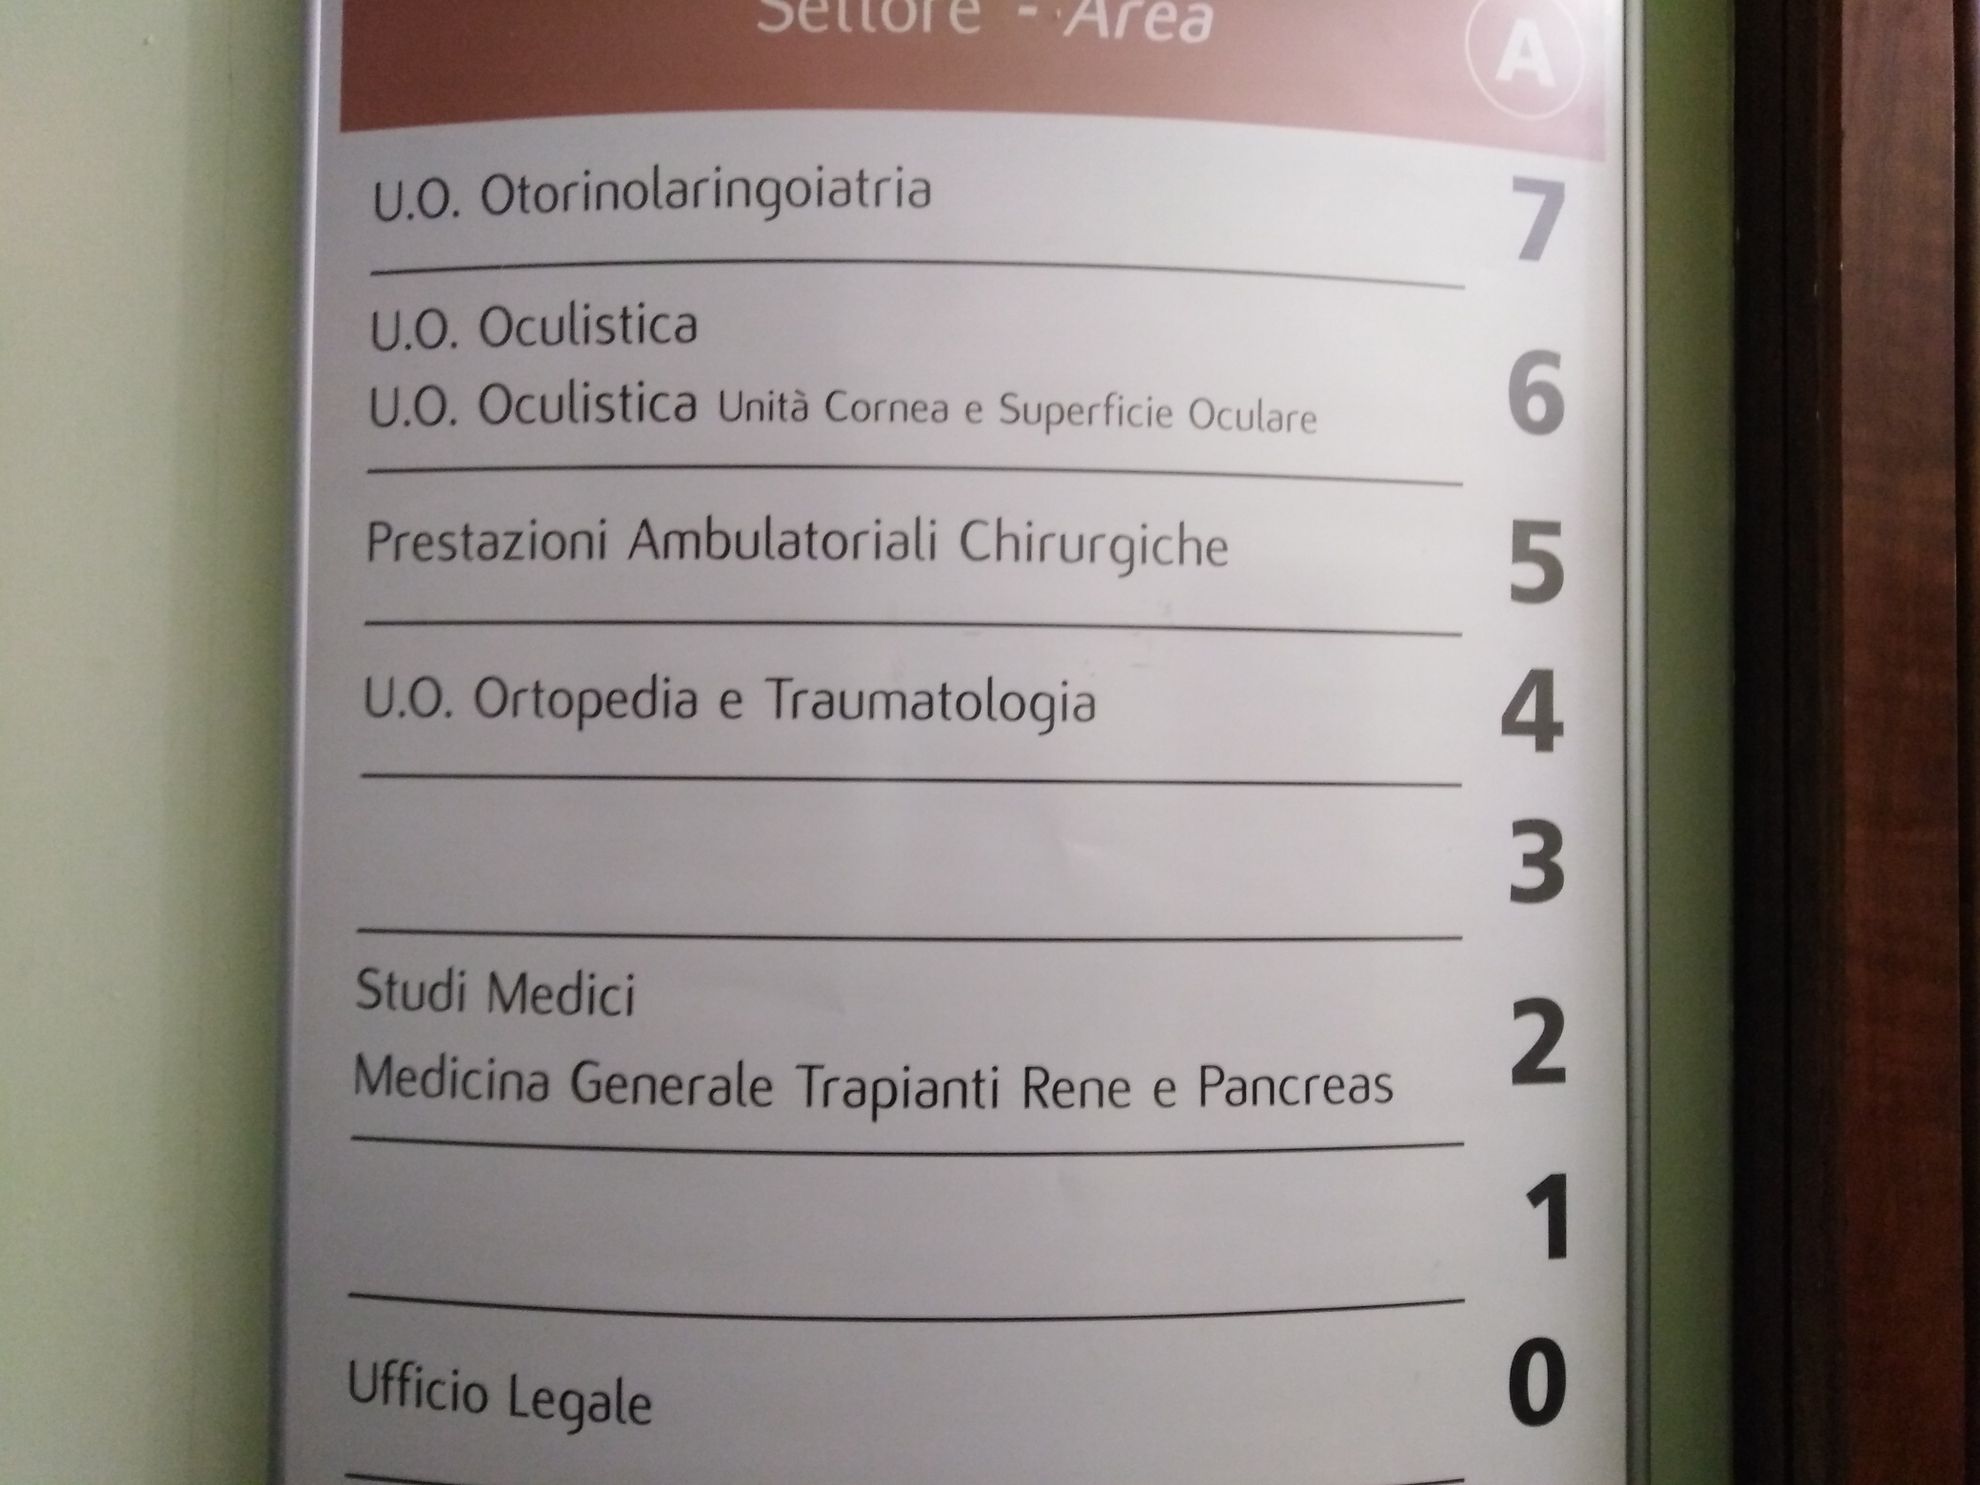 Settore - Area A
U.O. Otorinolaringoiatria 7
U.O. Oculistica
U.O. Oculistica Unità Cornea e Superficie Oculare 6
Prestazioni Ambulatoriali Chirurgiche 5
U.O. Ortopedia e Traumatologia 4
3
Studi Medici
Medicina Generale Trapianti Rene e Pancreas 2
1
Ufficio Legale 0